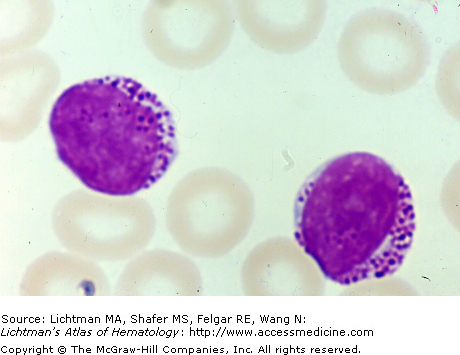 Source: Lichtman MA, Shafer MS, Felgar RE, Wang N:
Lichtman's Atlas of Hematology: http://www.accessmedicine.com
Copyright © The McGraw-Hill Companies, Inc. All rights reserved.